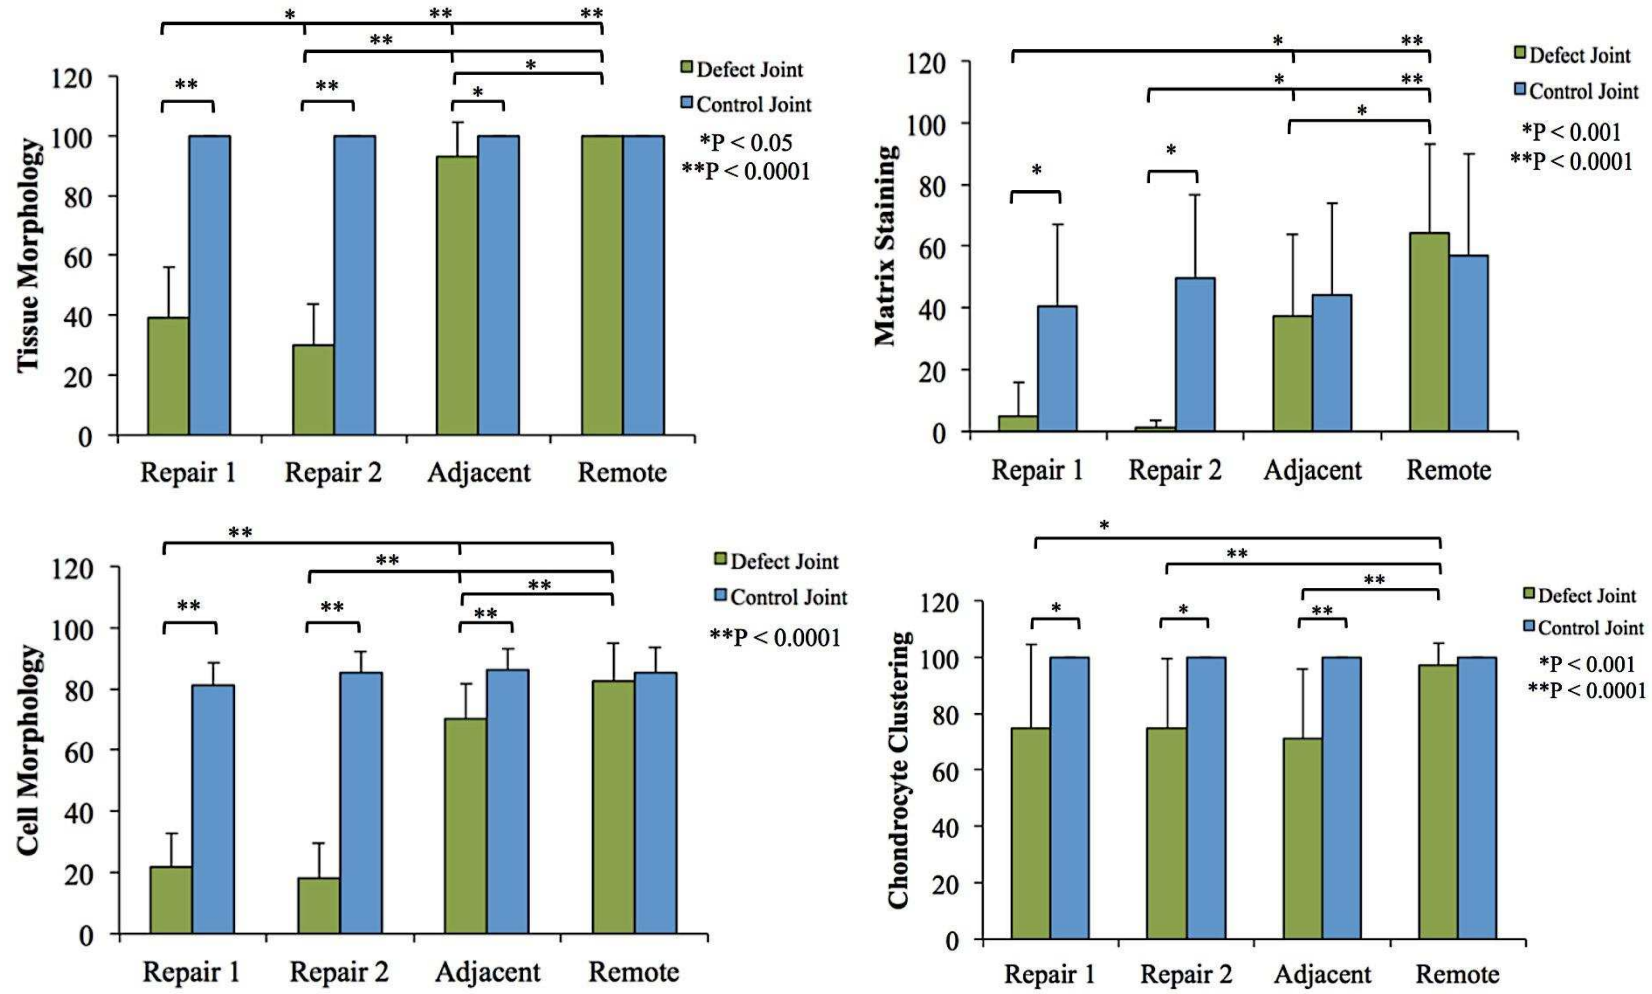 * ** **
**
*
** ** *
120
100
80
60
40
20
0
Tissue Morphology
Repair 1 Repair 2 Adjacent Remote
Defect Joint
Control Joint
*P < 0.05
**P < 0.0001
* **
* **
*
* *
120
100
80
60
40
20
0
Matrix Staining
Repair 1 Repair 2 Adjacent Remote
Defect Joint
Control Joint
*P < 0.001
**P < 0.0001
**
**
**
** ** **
120
100
80
60
40
20
0
Cell Morphology
Repair 1 Repair 2 Adjacent Remote
Defect Joint
Control Joint
**P < 0.0001
*
**
**
* * **
120
100
80
60
40
20
0
Chondrocyte Clustering
Repair 1 Repair 2 Adjacent Remote
Defect Joint
Control Joint
*P < 0.001
**P < 0.0001